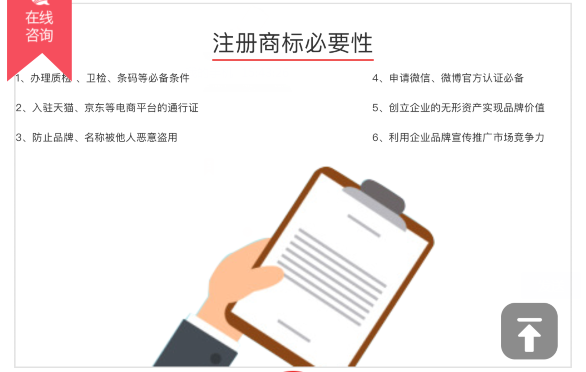 在线
咨询
注册商标必要性
1、办理质检 、卫检、条码等必备条件
2、入驻天猫、京东等电商平台的通行证
3、防止品牌、名称被他人恶意盗用
4、申请微信、微博官方认证必备
5、创立企业的无形资产实现品牌价值
6、利用企业品牌宣传推广市场竞争力